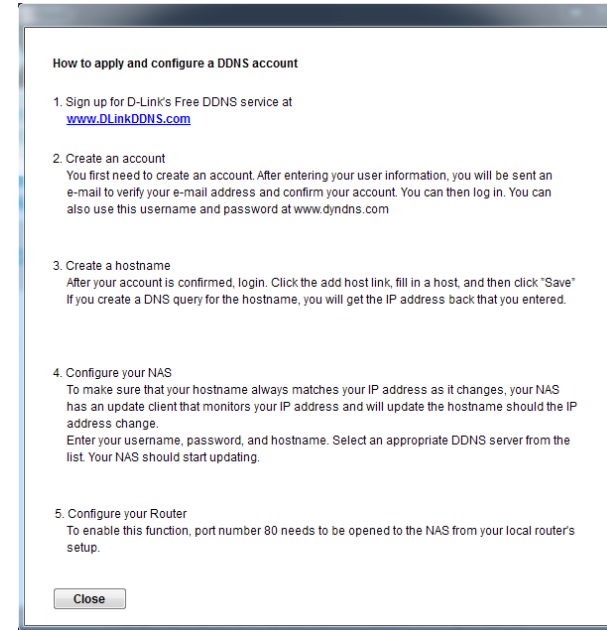 How to apply and configure a DDNS account
1. Sign up for D-Link's Free DDNS service at
www.DLinkDDNS.com
2. Create an account
You first need to create an account. After entering your user information, you will be sent an
e-mail to verify your e-mail address and confirm your account. You can then log in. You can
also use this username and password at www.dyndns.com
3. Create a hostname
After your account is confirmed, login. Click the add host link, fill in a host, and then click "Save"
If you create a DNS query for the hostname, you will get the IP address back that you entered.
4. Configure your NAS
To make sure that your hostname always matches your IP address as it changes, your NAS
has an update client that monitors your IP address and will update the hostname should the IP
address change.
Enter your username, password, and hostname. Select an appropriate DDNS server from the
list. Your NAS should start updating.
5. Configure your Router
To enable this function, port number 80 needs to be opened to the NAS from your local router's
setup.
Close